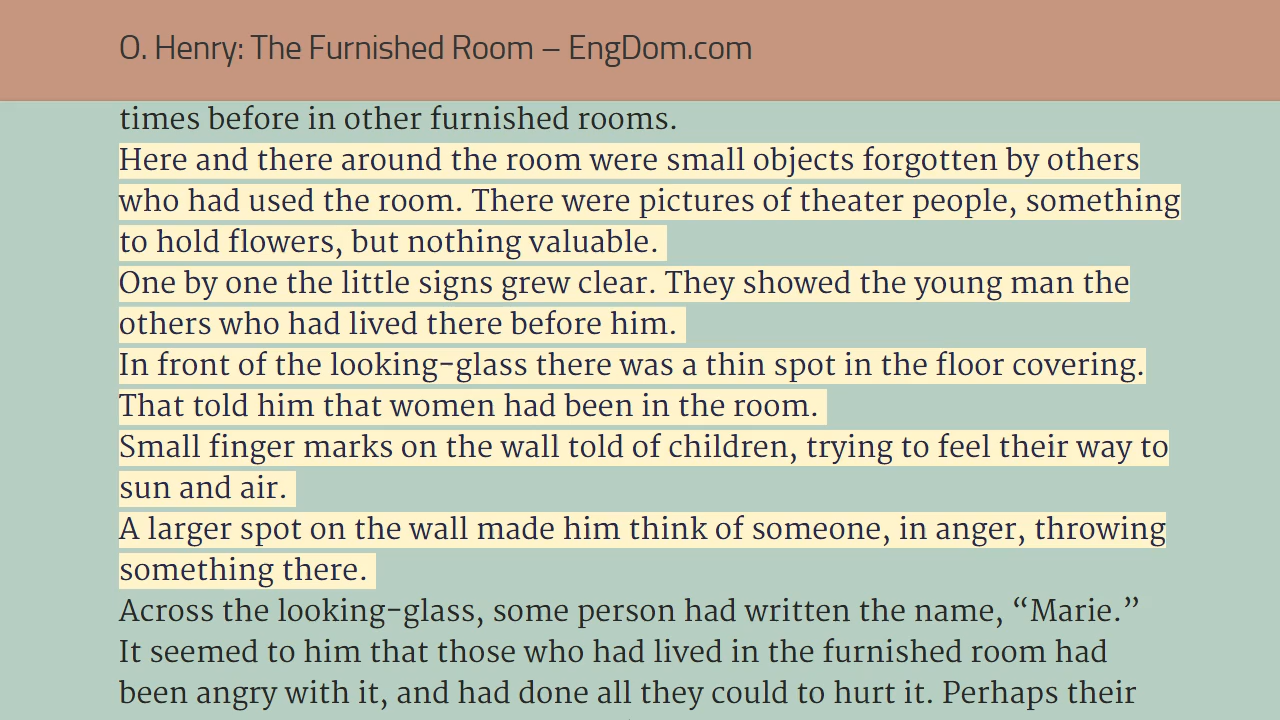 O. Henry: The Furnished Room – EngDom.com
times before in other furnished rooms.
Here and there around the room were small objects forgotten by others
who had used the room. There were pictures of theater people, something
to hold flowers, but nothing valuable.
One by one the little signs grew clear. They showed the young man the
others who had lived there before him.
In front of the looking-glass there was a thin spot in the floor covering.
That told him that women had been in the room.
Small finger marks on the wall told of children, trying to feel their way to
sun and air.
A larger spot on the wall made him think of someone, in anger, throwing
something there.
Across the looking-glass, some person had written the name, “Marie.”
It seemed to him that those who had lived in the furnished room had
been angry with it, and had done all they could to hurt it. Perhaps their